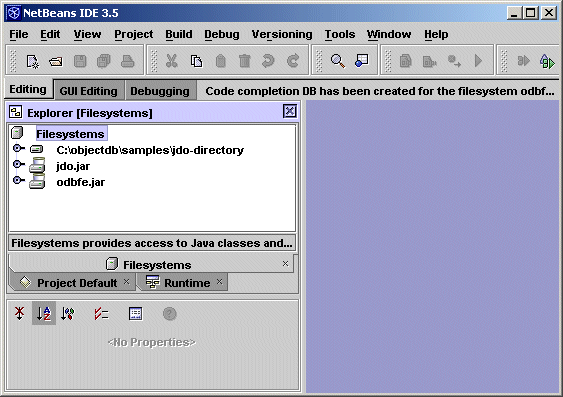 NetBeans IDE 3.5
File Edit View Project Build Debug Versioning Tools Window Help
Editing GUI Editing Debugging Code completion DB has been created for the filesystem odbf...
Explorer [Filesystems]
Filesystems
C:\objectdb\samples\jdo-directory
jdo.jar
odbfe.jar
Filesystems provides access to Java classes and...
Filesystems
Project Default Runtime
<No Properties>